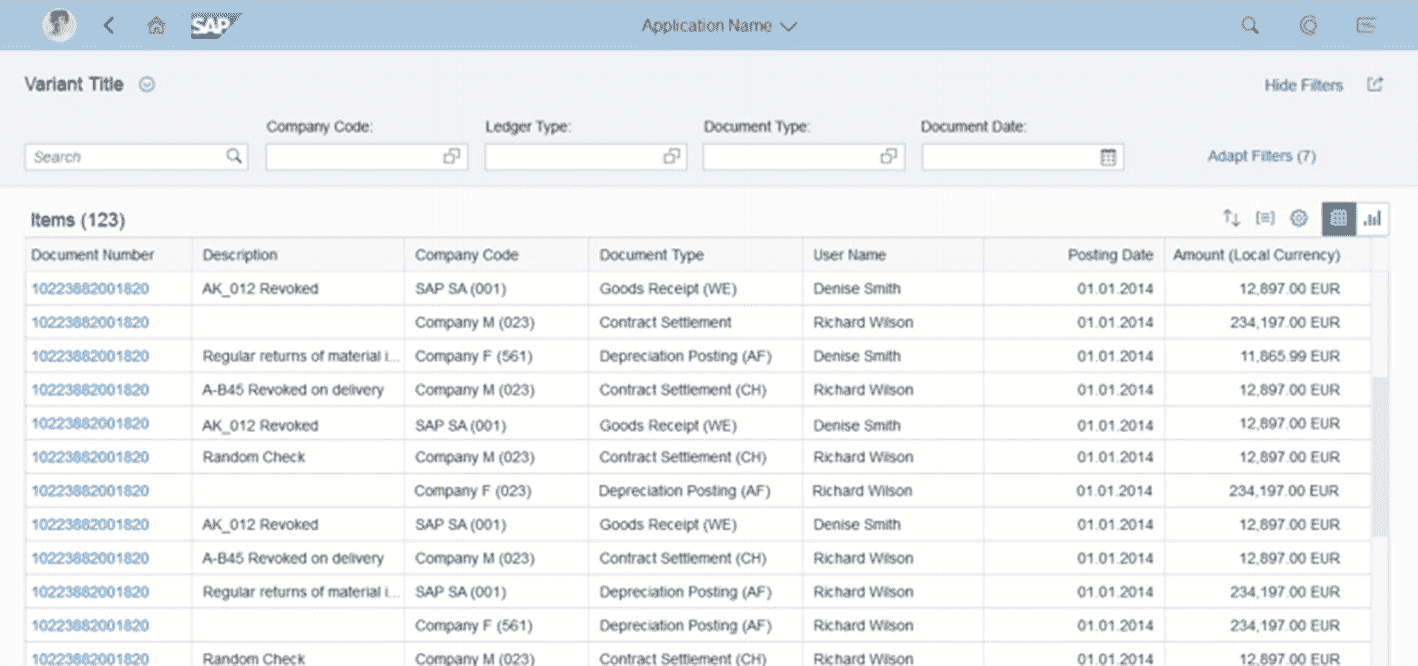 SAP
Application Name
Variant Title
Hide Filters
Company Code:
Ledger Type:
Document Type:
Document Date:
Search
Adapt Filters (7)
Items (123)
Document Number Description Company Code Document Type User Name Posting Date Amount (Local Currency)
10223882001820 AK_012 Revoked SAP SA (001) Goods Receipt (WE) Denise Smith 01.01.2014 12,897.00 EUR
10223882001820 Company M (023) Contract Settlement Richard Wilson 01.01.2014 234,197.00 EUR
10223882001820 Regular returns of material i... Company F (561) Depreciation Posting (AF) Denise Smith 01.01.2014 11,865.99 EUR
10223882001820 A-B45 Revoked on delivery Company M (023) Contract Settlement (CH) Richard Wilson 01.01.2014 12,897.00 EUR
10223882001820 AK_012 Revoked SAP SA (001) Goods Receipt (WE) Denise Smith 01.01.2014 12,897.00 EUR
10223882001820 Random Check Company M (023) Contract Settlement (CH) Richard Wilson 01.01.2014 12,897.00 EUR
10223882001820 Company F (023) Depreciation Posting (AF) Richard Wilson 01.01.2014 234,197.00 EUR
10223882001820 AK_012 Revoked SAP SA (001) Goods Receipt (WE) Denise Smith 01.01.2014 12,897.00 EUR
10223882001820 A-B45 Revoked on delivery Company M (023) Contract Settlement (CH) Richard Wilson 01.01.2014 12,897.00 EUR
10223882001820 Regular returns of material i... SAP SA (001) Depreciation Posting (AF) Richard Wilson 01.01.2014 234,197.00 EUR
10223882001820 Company F (561) Depreciation Posting (AF) Richard Wilson 01.01.2014 234,197.00 EUR
10223882001820 Random Check Company M (023) Contract Settlement (CH) Richard Wilson 01.01.2014 12,897.00 EUR